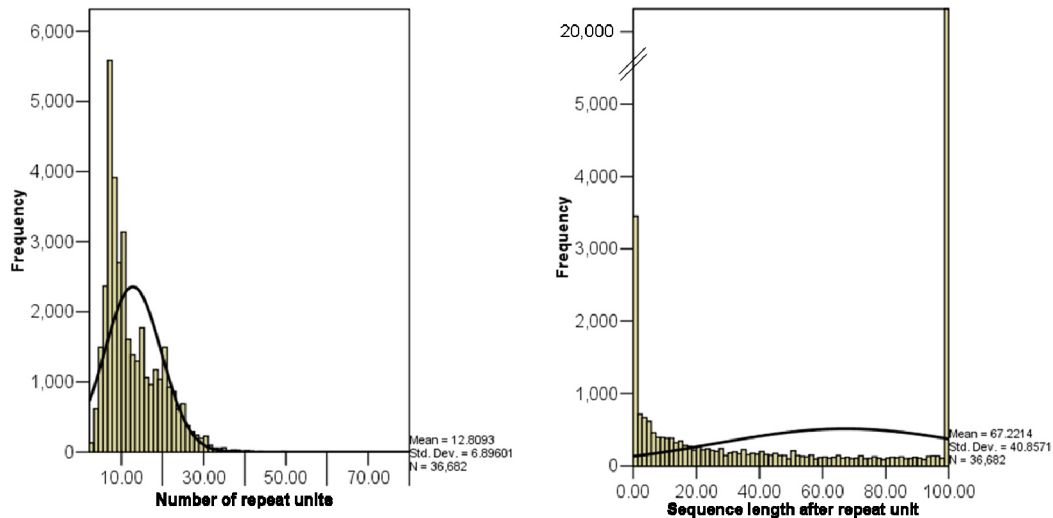 6,000
5,000
4,000
3,000
2,000
1,000
0
Frequency
10.00 30.00 50.00 70.00
Number of repeat units
Mean = 12.8093
Std. Dev. = 6.89601
N = 36,682
20,000
5,000
4,000
3,000
2,000
1,000
0
Frequency
0.00 20.00 40.00 60.00 80.00 100.00
Sequence length after repeat unit
Mean = 67.2214
Std. Dev. = 40.8571
N = 36,682